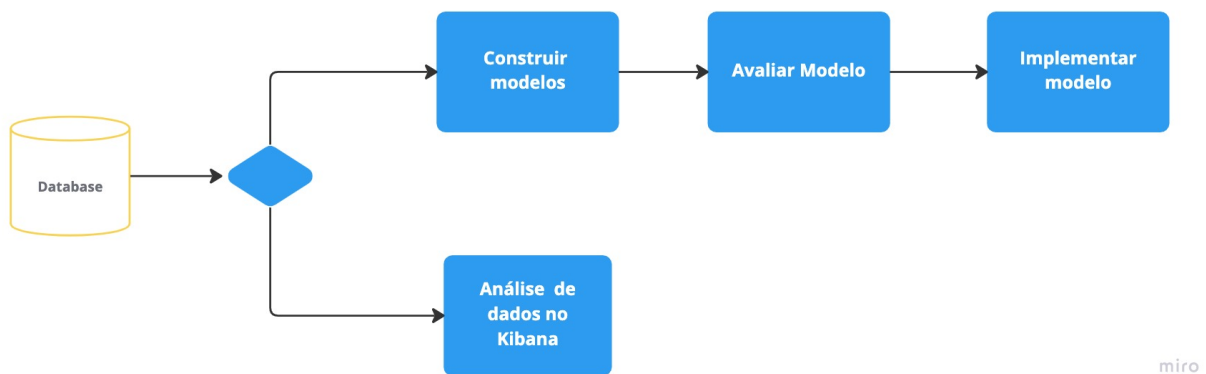 Construir
modelos
Avaliar Modelo
Implementar
modelo
Database
Análise de
dados no
Kibana
miro